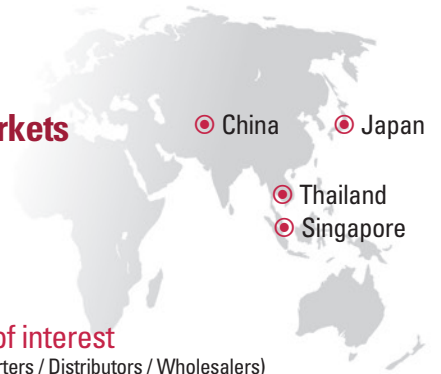 rkets
China
Japan
Thailand
Singapore
of interest
rters / Distributors / Wholesalers)